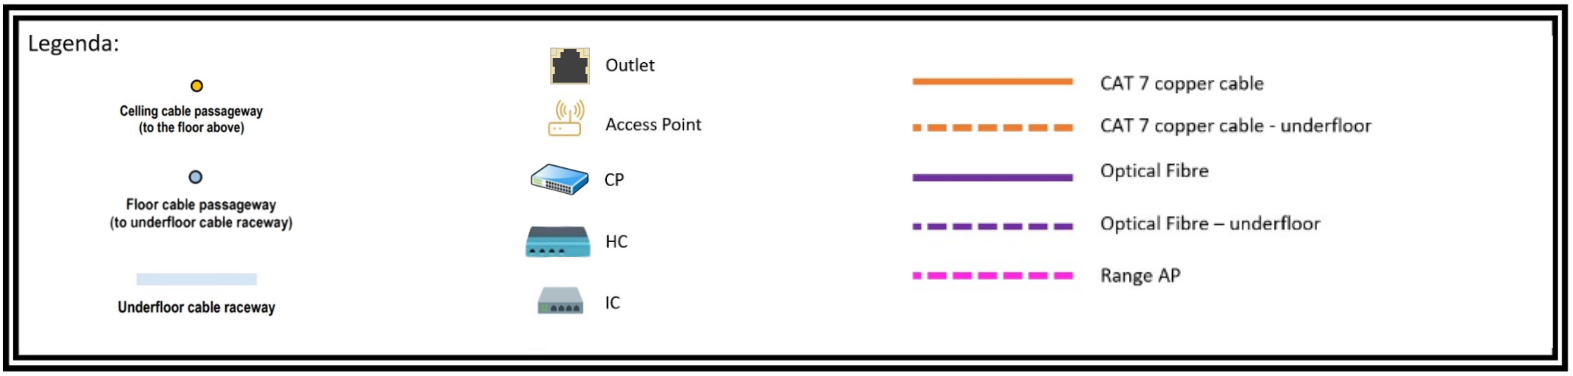 Legenda:
Celling cable passageway
(to the floor above)
Floor cable passageway
(to underfloor cable raceway)
Underfloor cable raceway
Outlet
Access Point
CP
HC
IC
CAT 7 copper cable
CAT 7 copper cable - underfloor
Optical Fibre
Optical Fibre – underfloor
Range AP